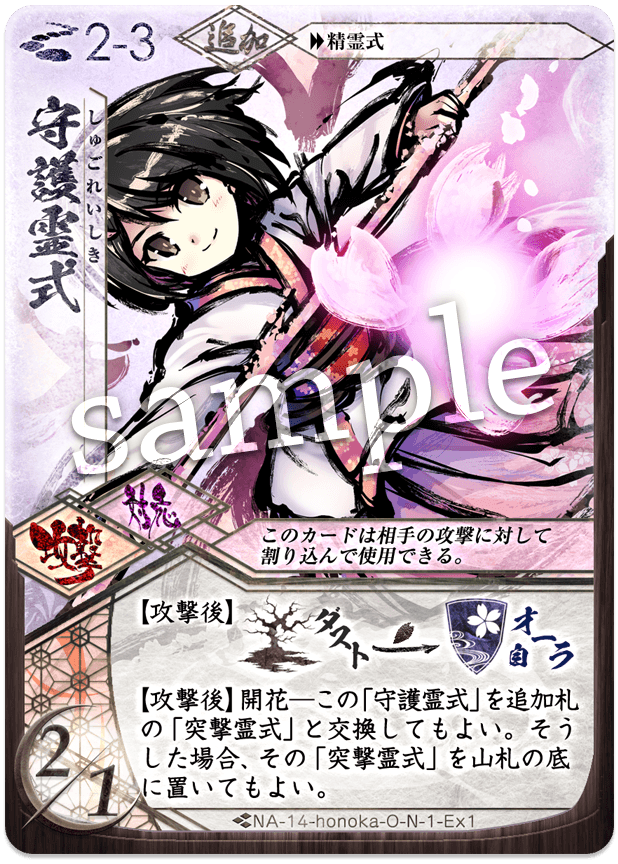 2-3
追加
精霊式
守護霊式
しゅごれいしき
sample
攻撃
対応
このカードは相手の攻撃に対して
割り込んで使用できる。
【攻撃後】 ダスト 自オーラ
【攻撃後】開花―この「守護霊式」を追加札
の「突撃霊式」と交換してもよい。そう
した場合、その「突撃霊式」を山札の底
に置いてもよい。
2/1
NA-14-honoka-O-N-1-Ex1